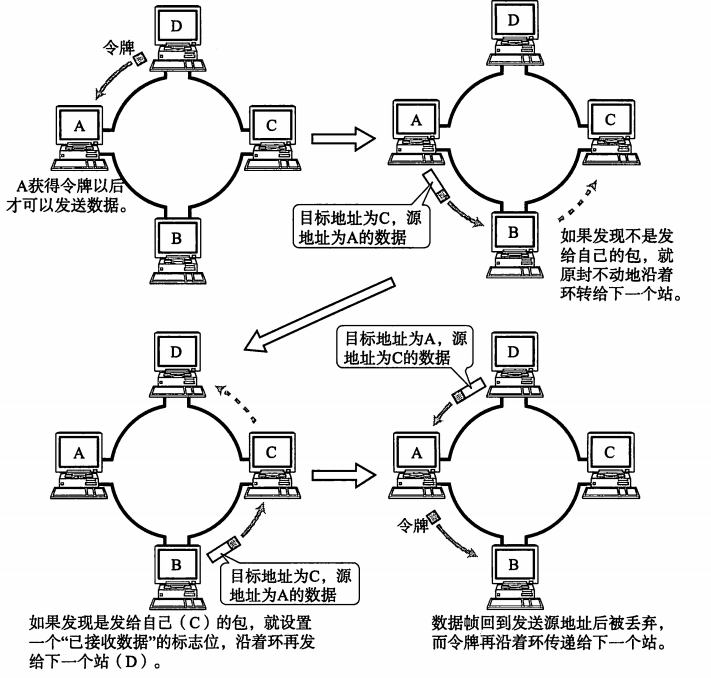 D
令牌
A
C
A获得令牌以后
才可以发送数据。
B
D
A
C
目标地址为C，源
地址为A的数据
B
如果发现不是发
给自己的包，就
原封不动地沿着
环转给下一个站。
D
A
C
B
目标地址为C，源
地址为A的数据
如果发现是发给自己（C）的包，就设置
一个“已接收数据”的标志位，沿着环再发
给下一个站（D）。
目标地址为A，源
地址为C的数据
D
A
C
令牌
B
数据帧回到发送源地址后被丢弃，
而令牌再沿着环传递给下一个站。